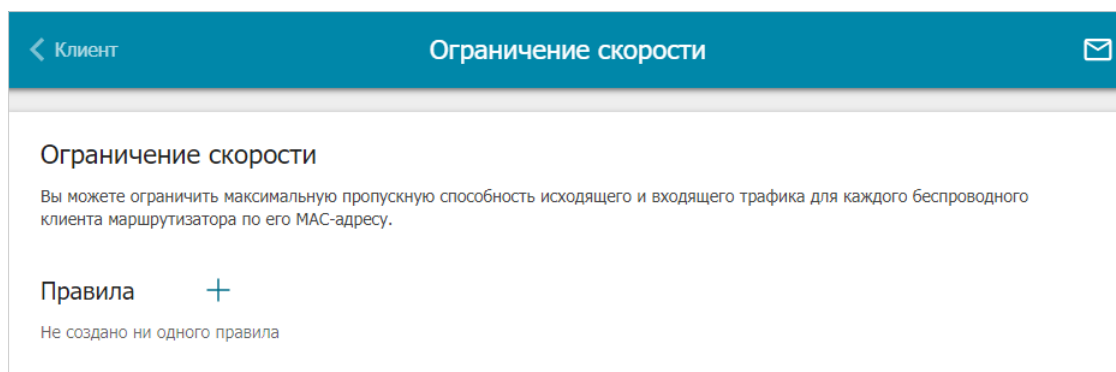 Клиент
Ограничение скорости
Ограничение скорости
Вы можете ограничить максимальную пропускную способность исходящего и входящего трафика для каждого беспроводного
клиента маршрутизатора по его MAC-адресу.
Правила +
Не создано ни одного правила